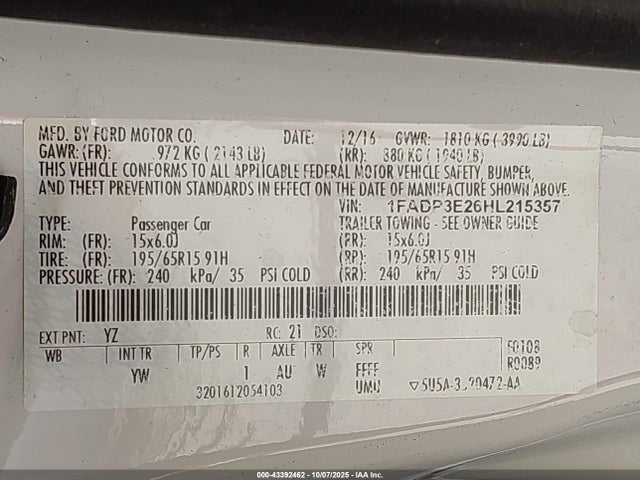 MFD. BY FORD MOTOR CO. DATE: 12/16 GVWR: 1810 KG ( 3990 LB)
GAWR: (FR): 972 KG ( 2143 LB) (RR): 880 KG ( 1940 LB)
THIS VEHICLE CONFORMS TO ALL APPLICABLE FEDERAL MOTOR VEHICLE SAFETY, BUMPER,
AND THEFT PREVENTION STANDARDS IN EFFECT ON THE DATE OF MANUFACTURE SHOWN ABOVE.
VIN: 1FADP3E26HL215357
TYPE: Passenger Car TRAILER TOWING - SEE OWNER GUIDE
RIM: (FR): 15x6.0J (RR): 15x6.0J
TIRE: (FR): 195/65R15 91H (RR): 195/65R15 91H
PRESSURE: (FR): 240 kPa/ 35 PSI COLD (RR): 240 kPa/ 35 PSI COLD
EXT PNT: YZ RC: 21 DSO:
WB INT TR TP/PS R AXLE TR SPR F0108
R0089
YW 1 AU W FFFF
3201612054103 UMU
000-43392462 - 10/07/2025 - IAA Inc.